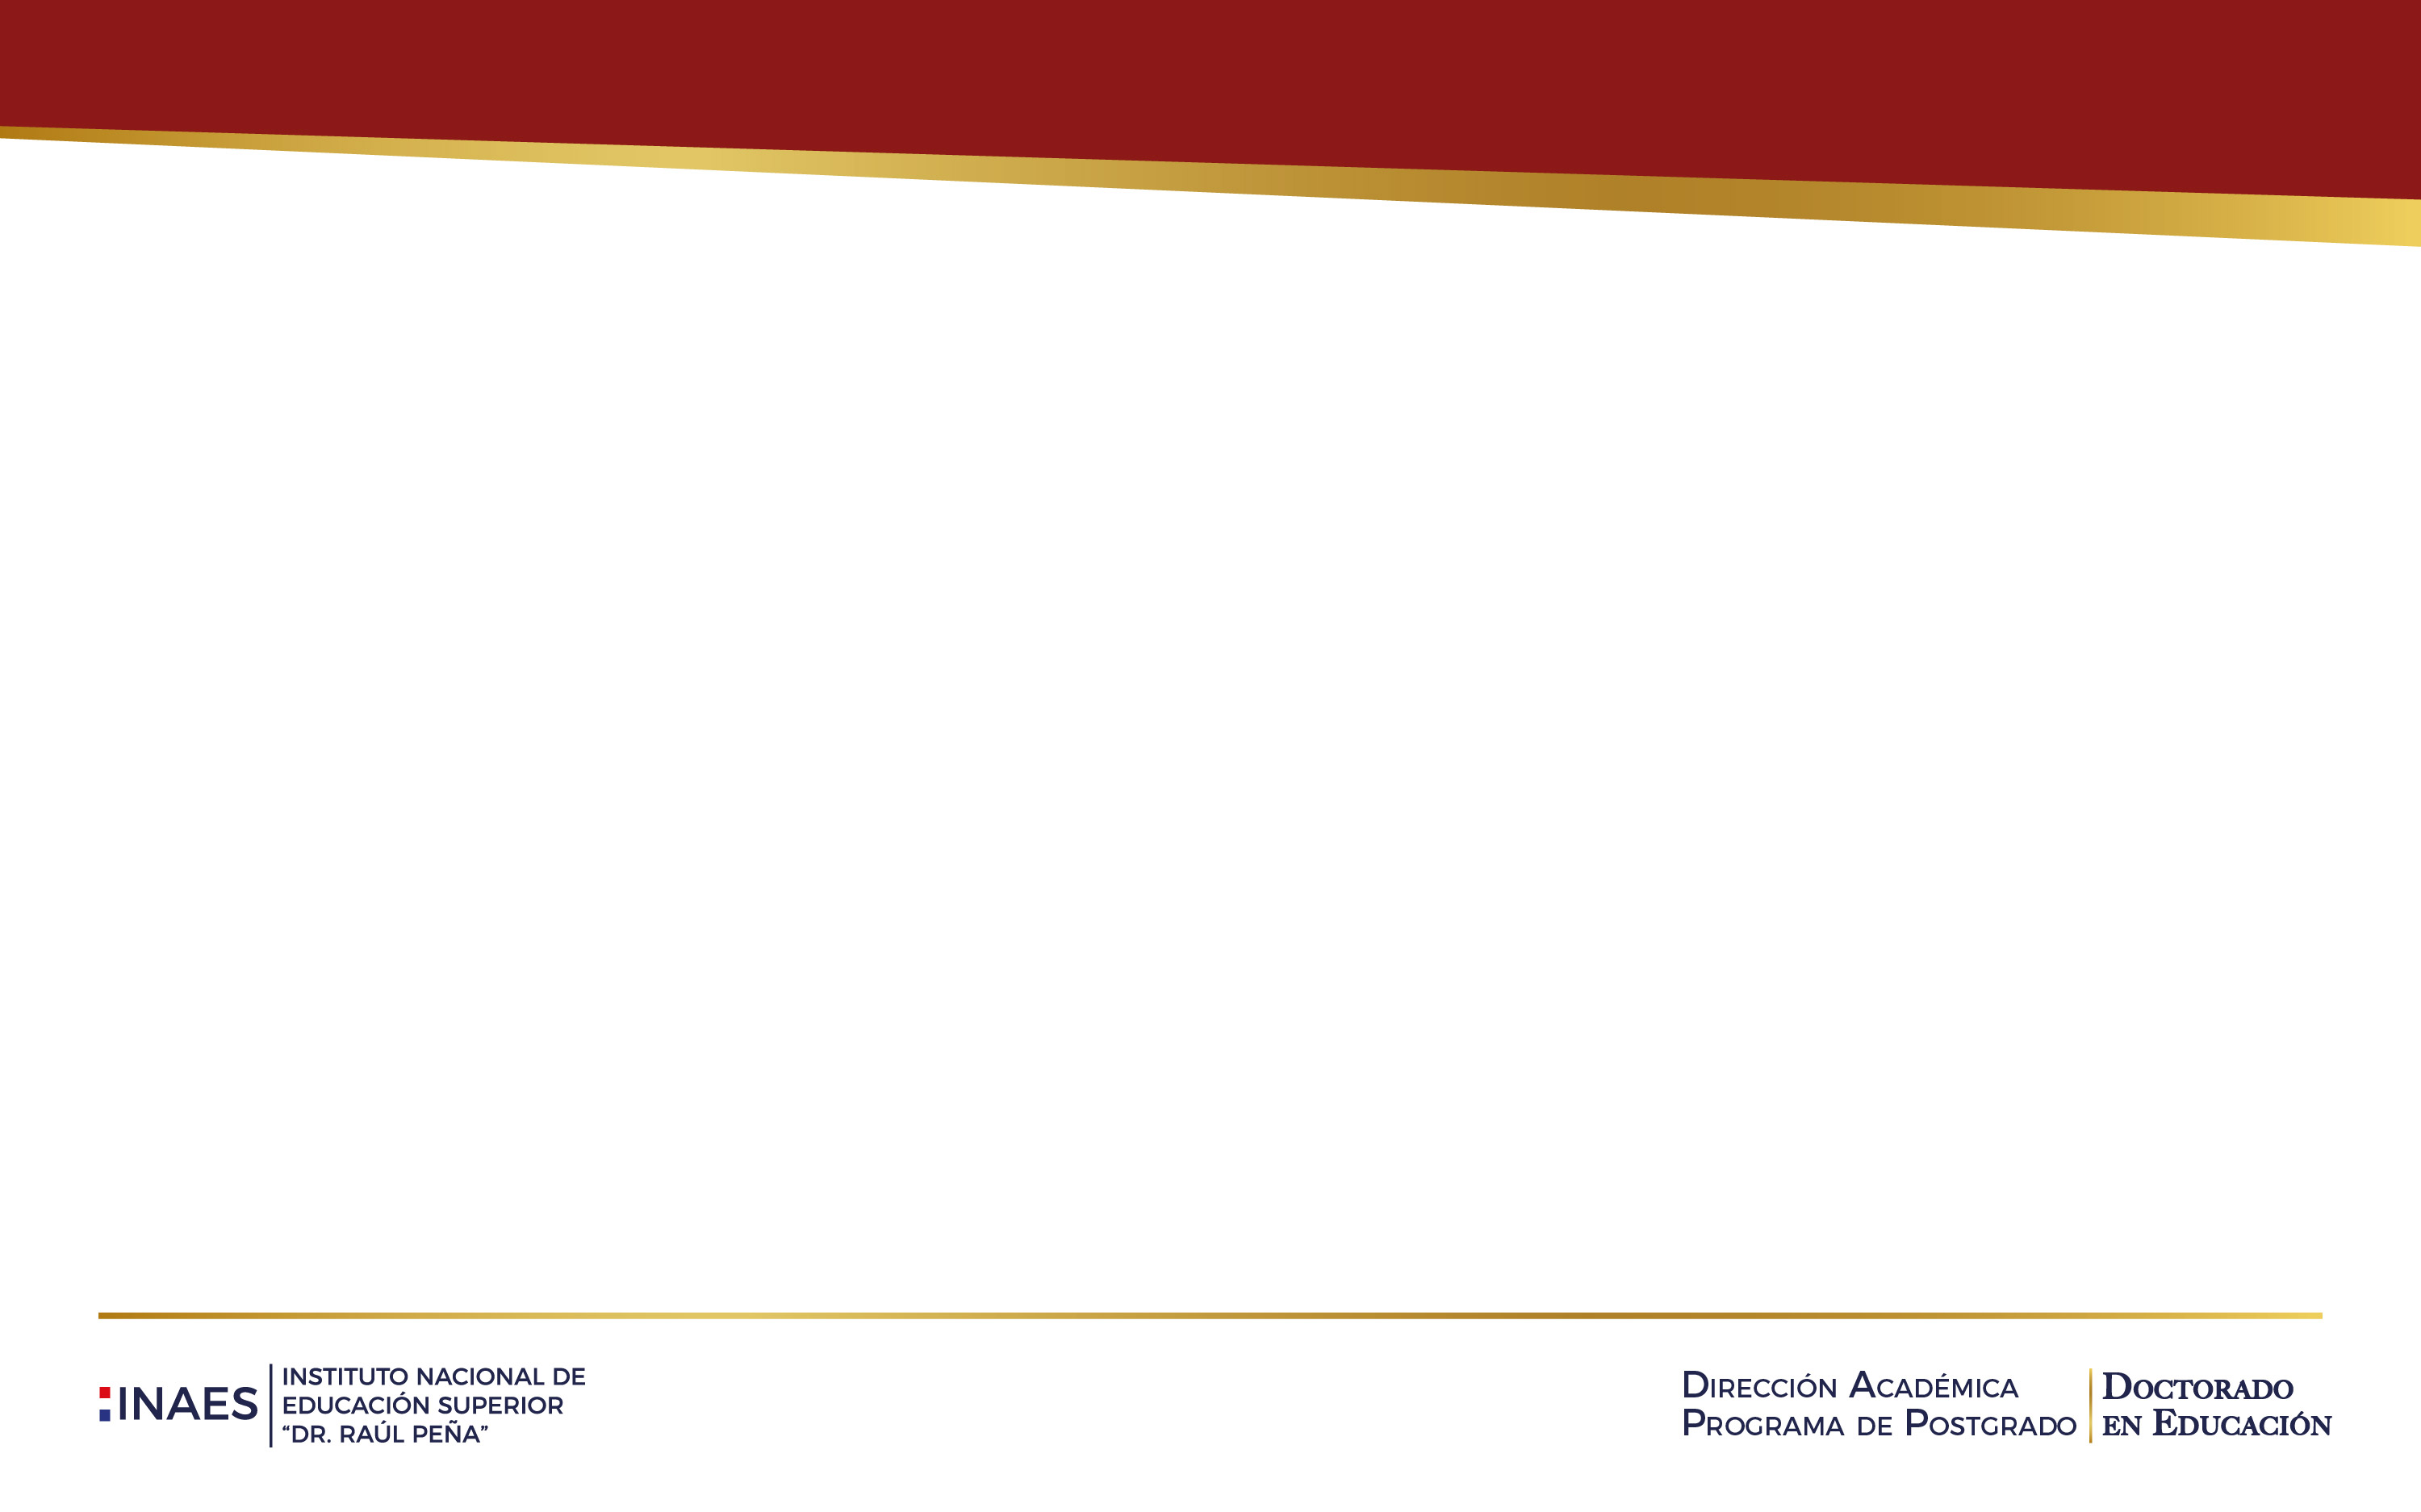 INAES
INSTITUTO NACIONAL DE
EDUCACIÓN SUPERIOR
“DR. RAÚL PEÑA”
DIRECCIÓN ACADÉMICA
PROGRAMA DE POSTGRADO
DOCTORADO
EN EDUCACIÓN